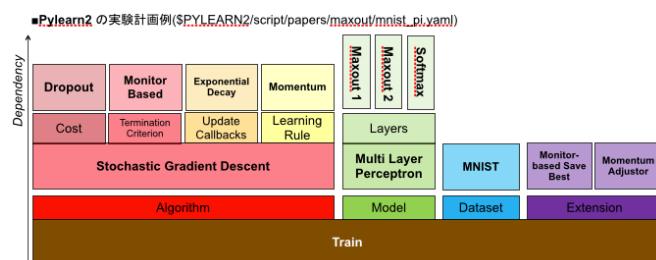 ■Pylearn2 の実験計画例($PYLEARN2/script/papers/maxout/mnist_pi.yaml)
Dependency
Maxout 1
Maxout 2
Softmax
Dropout
Monitor
Based
Exponential
Decay
Momentum
Cost
Termination
Criterion
Update
Callbacks
Learning
Rule
Layers
Stochastic Gradient Descent
Multi Layer
Perceptron
MNIST
Monitor-
based Save
Best
Momentum
Adjustor
Algorithm
Model
Dataset
Extension
Train